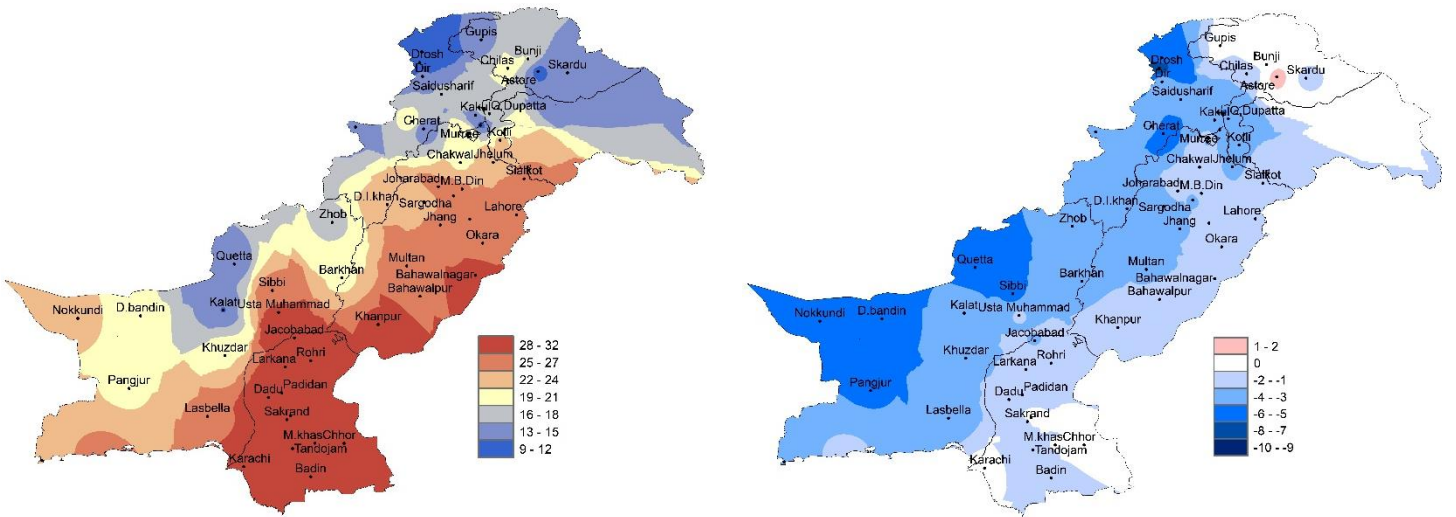 Gupis
Drosh
Bunji
Chilas
Skardu
Dir
Astore
Saidusharif
Kakul G.Dupatta
Cherat
Murree Kotli
Chakwal Jhelum
Sialkot
Joharabad M.B.Din
D.I.khan
Sargodha
Lahore
Zhob
Jhang
Okara
Quetta
Multan
Barkhan
Bahawalnagar
Sibbi
Bahawalpur
Kalat Usta Muhammad
Nokkundi
D.bandin
Khanpur
Jacobabad
Khuzdar
Rohri
Larkana
Pangjur
Dadu Padidan
Lasbella
Sakrand
M.khas Chhor
Tandojam
Karachi
Badin
28 - 32
25 - 27
22 - 24
19 - 21
16 - 18
13 - 15
9 - 12
Gupis
Drosh
Bunji
Chilas
Skardu
Dir
Astore
Saidusharif
Kakul G.Dupatta
Cherat
Murree Kotli
Chakwal Jhelum
Sialkot
Joharabad
M.B.Din
D.I.khan
Sargodha
Lahore
Zhob
Jhang
Okara
Quetta
Multan
Barkhan
Bahawalnagar
Sibbi
Bahawalpur
Kalat
Usta Muhammad
Nokkundi
D.bandin
Khanpur
Jacobabad
Khuzdar
Larkana
Rohri
Pangjur
Dadu Padidan
Lasbella
Sakrand
M.khas Chhor
Karachi
Tandojam
Badin
1 - 2
0
-2 - -1
-4 - -3
-6 - -5
-8 - -7
-10 - -9